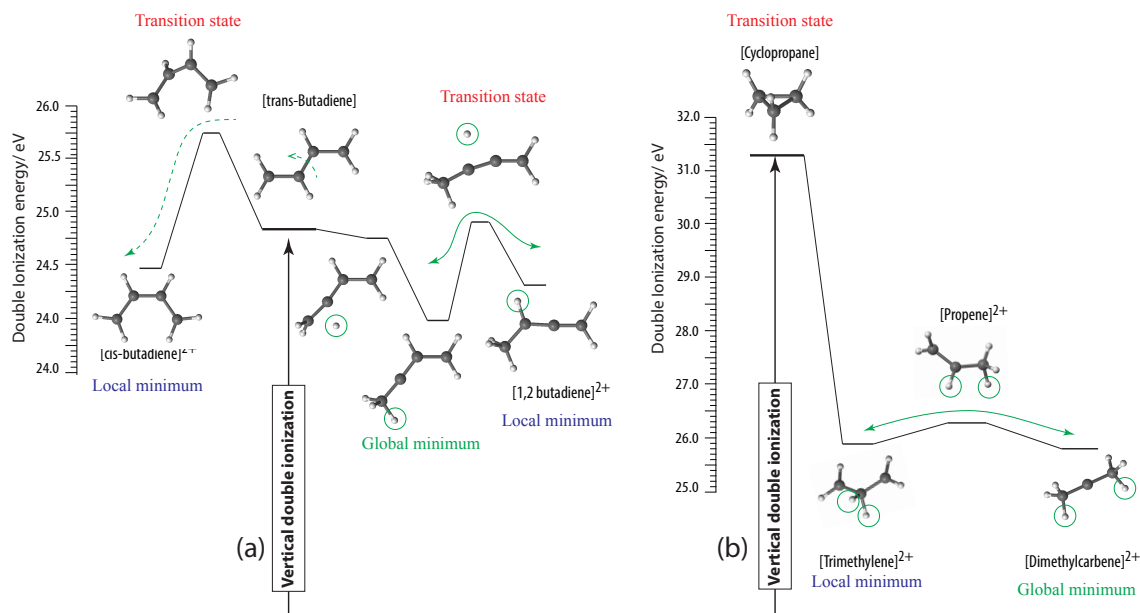 Transition state
[trans-Butadiene]
Transition state
Double Ionization energy/ eV
26.0
25.5
25.0
24.5
24.0
24.0
[cis-butadiene]2+
Local minimum
Vertical double ionization
Global minimum
[1,2 butadiene]2+
Local minimum
(a)
Transition state
[Cyclopropane]
Double Ionization energy/ eV
32.0
31.0
30.0
29.0
28.0
27.0
26.0
25.0
[Propene]2+
Vertical double ionization
[Trimethylene]2+
Local minimum
[Dimethylcarbene]2+
Global minimum
(b)